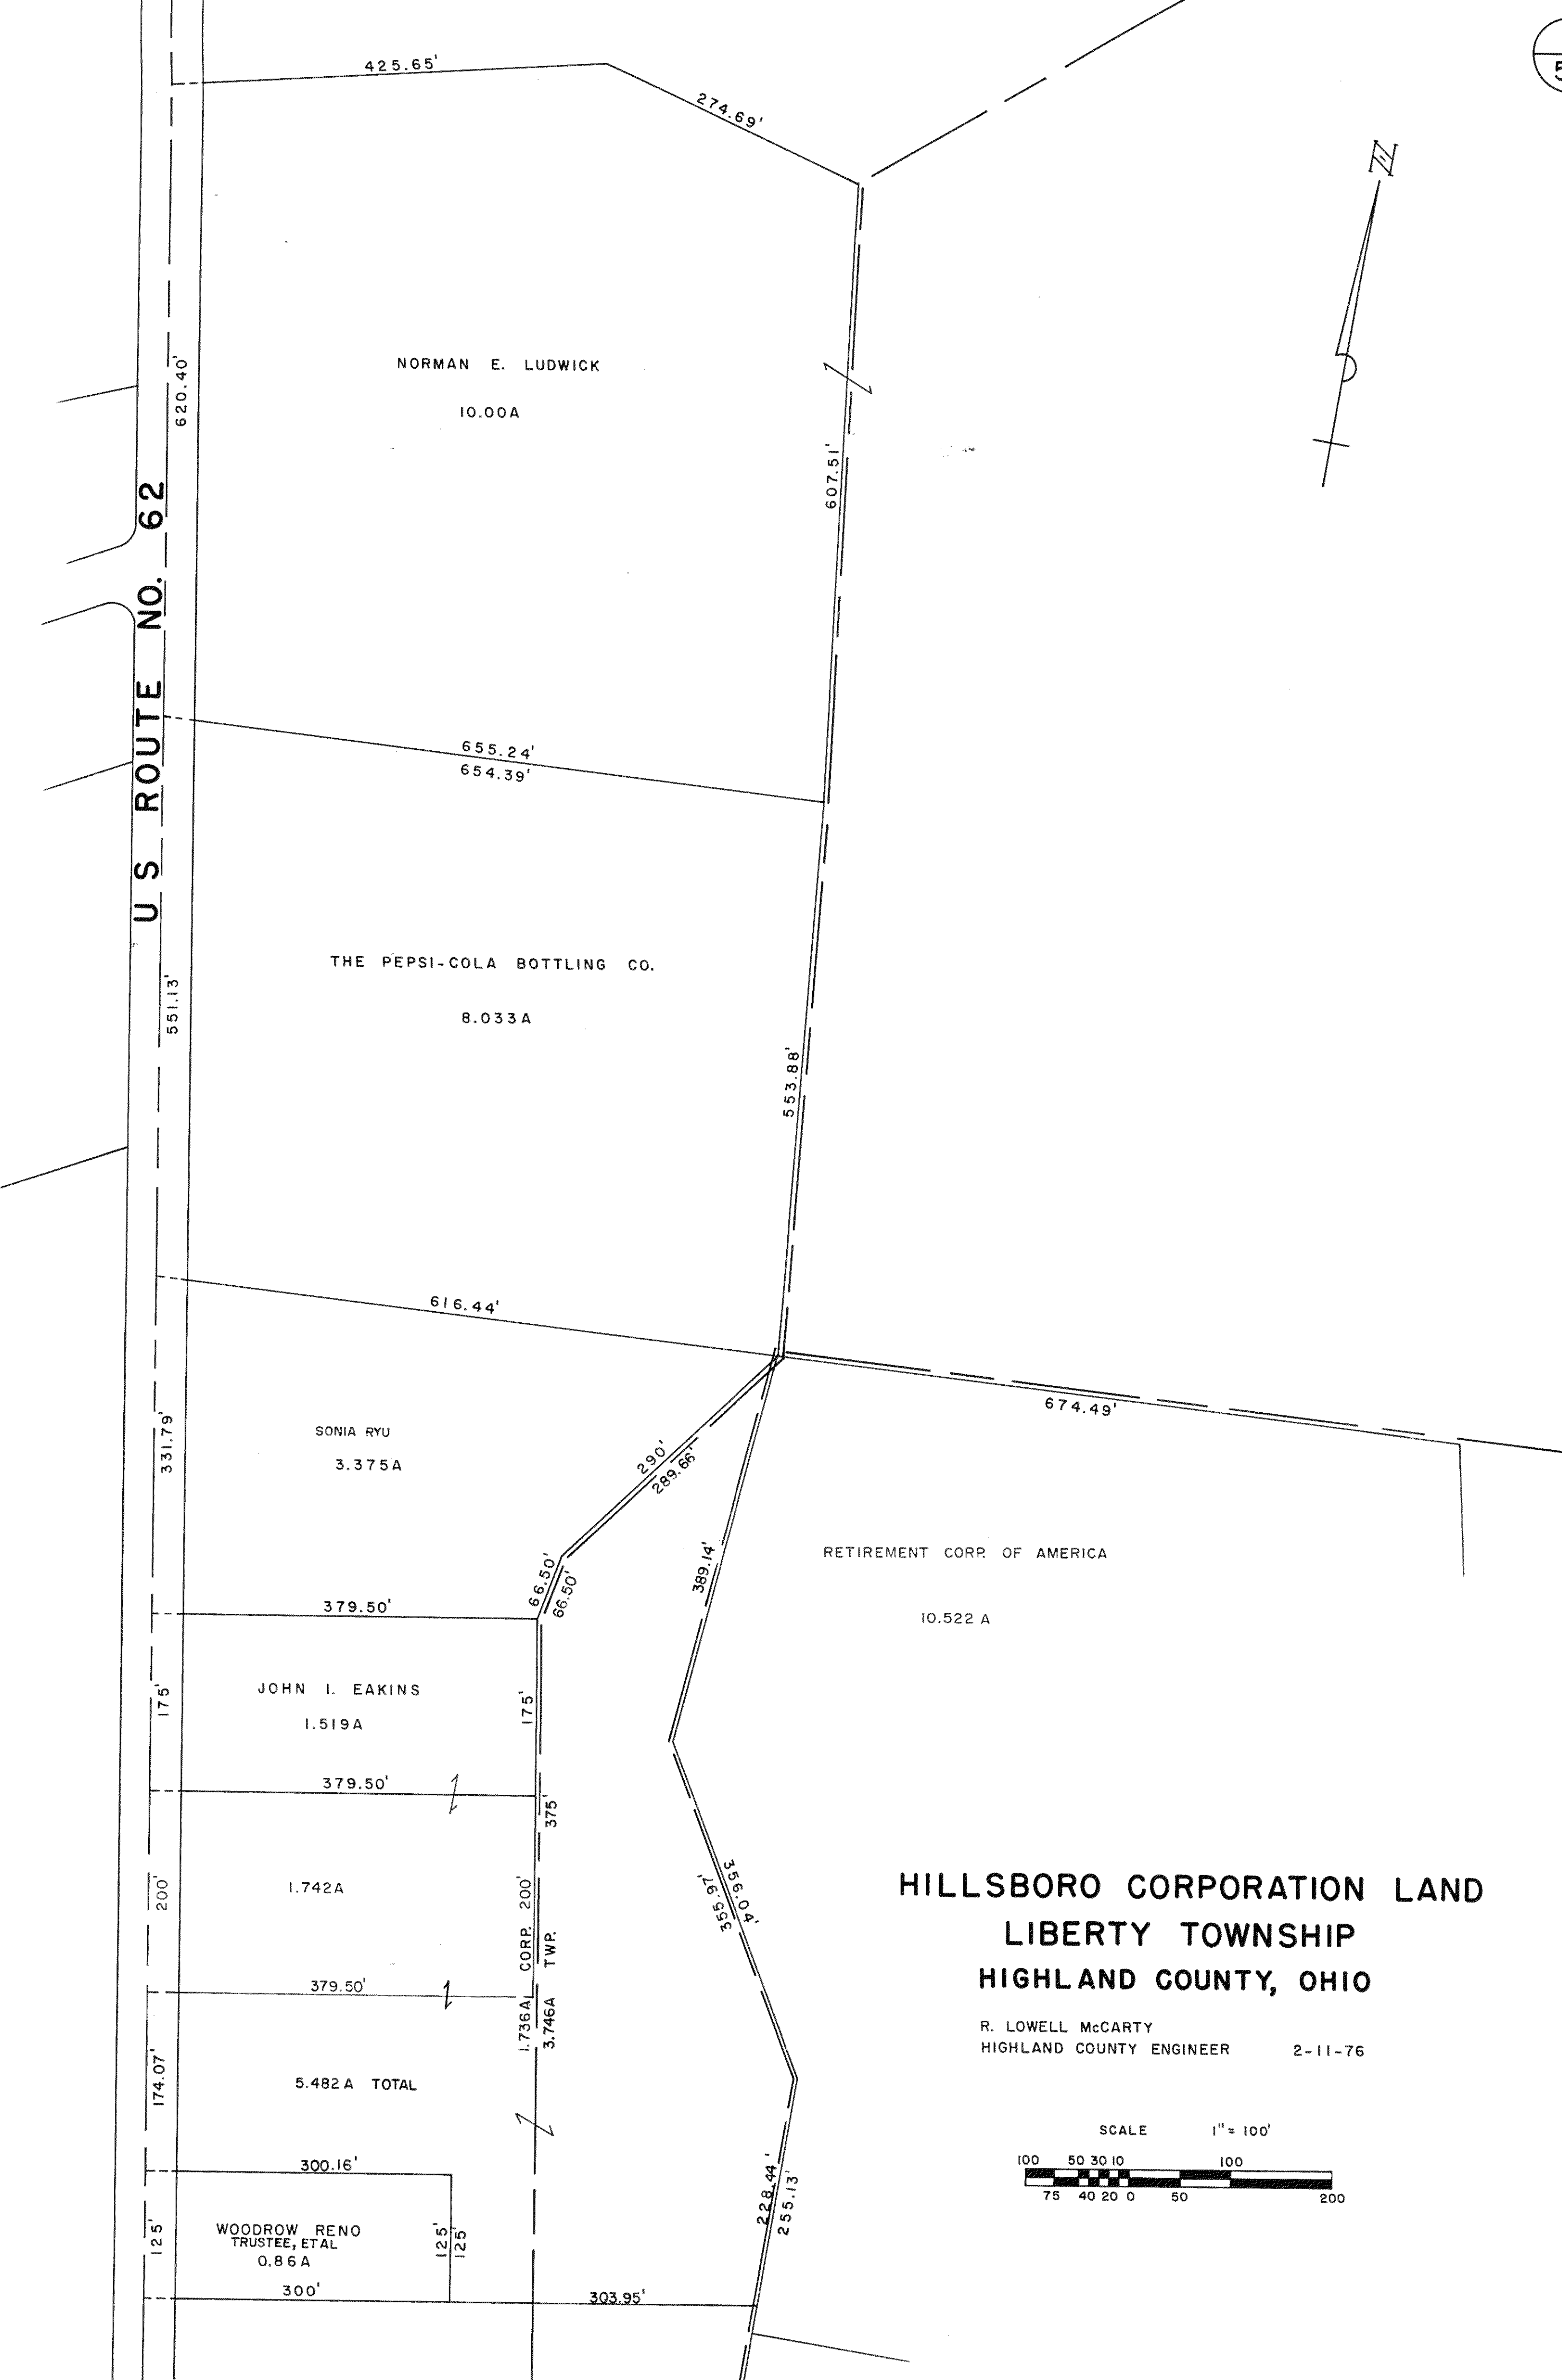 425.65'
274.69'
5
N
NORMAN E. LUDWICK
10.00A
620.40'
607.51'
US ROUTE NO. 62
655.24'
654.39'
THE PEPSI-COLA BOTTLING CO.
8.033A
551.13'
553.88'
616.44'
674.49'
SONIA RYU
3.375A
331.79'
290'
289.66'
66.50'
66.50'
389.14'
RETIREMENT CORP. OF AMERICA
10.522 A
379.50'
JOHN I. EAKINS
1.519A
175'
175'
379.50'
375'
1.742A
200'
CORP. 200'
TWP.
356.04'
355.97'
379.50'
1.736A
3.746A
5.482A TOTAL
174.07'
300.16'
WOODROW RENO
TRUSTEE, ET AL
0.86A
125'
125'
125'
300'
303.95'
228.44'
255.13'
HILLSBORO CORPORATION LAND
LIBERTY TOWNSHIP
HIGHLAND COUNTY, OHIO
R. LOWELL McCARTY
HIGHLAND COUNTY ENGINEER 2-11-76
SCALE 1"= 100'
100 50 30 10 100
75 40 20 0 50 200